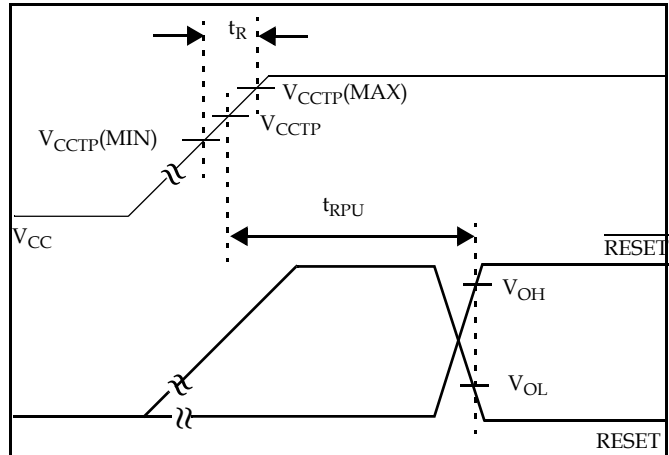 tR
VCCTP(MAX)
VCCTP
VCCTP(MIN)
tRPU
VCC
RESET
VOH
VOL
RESET